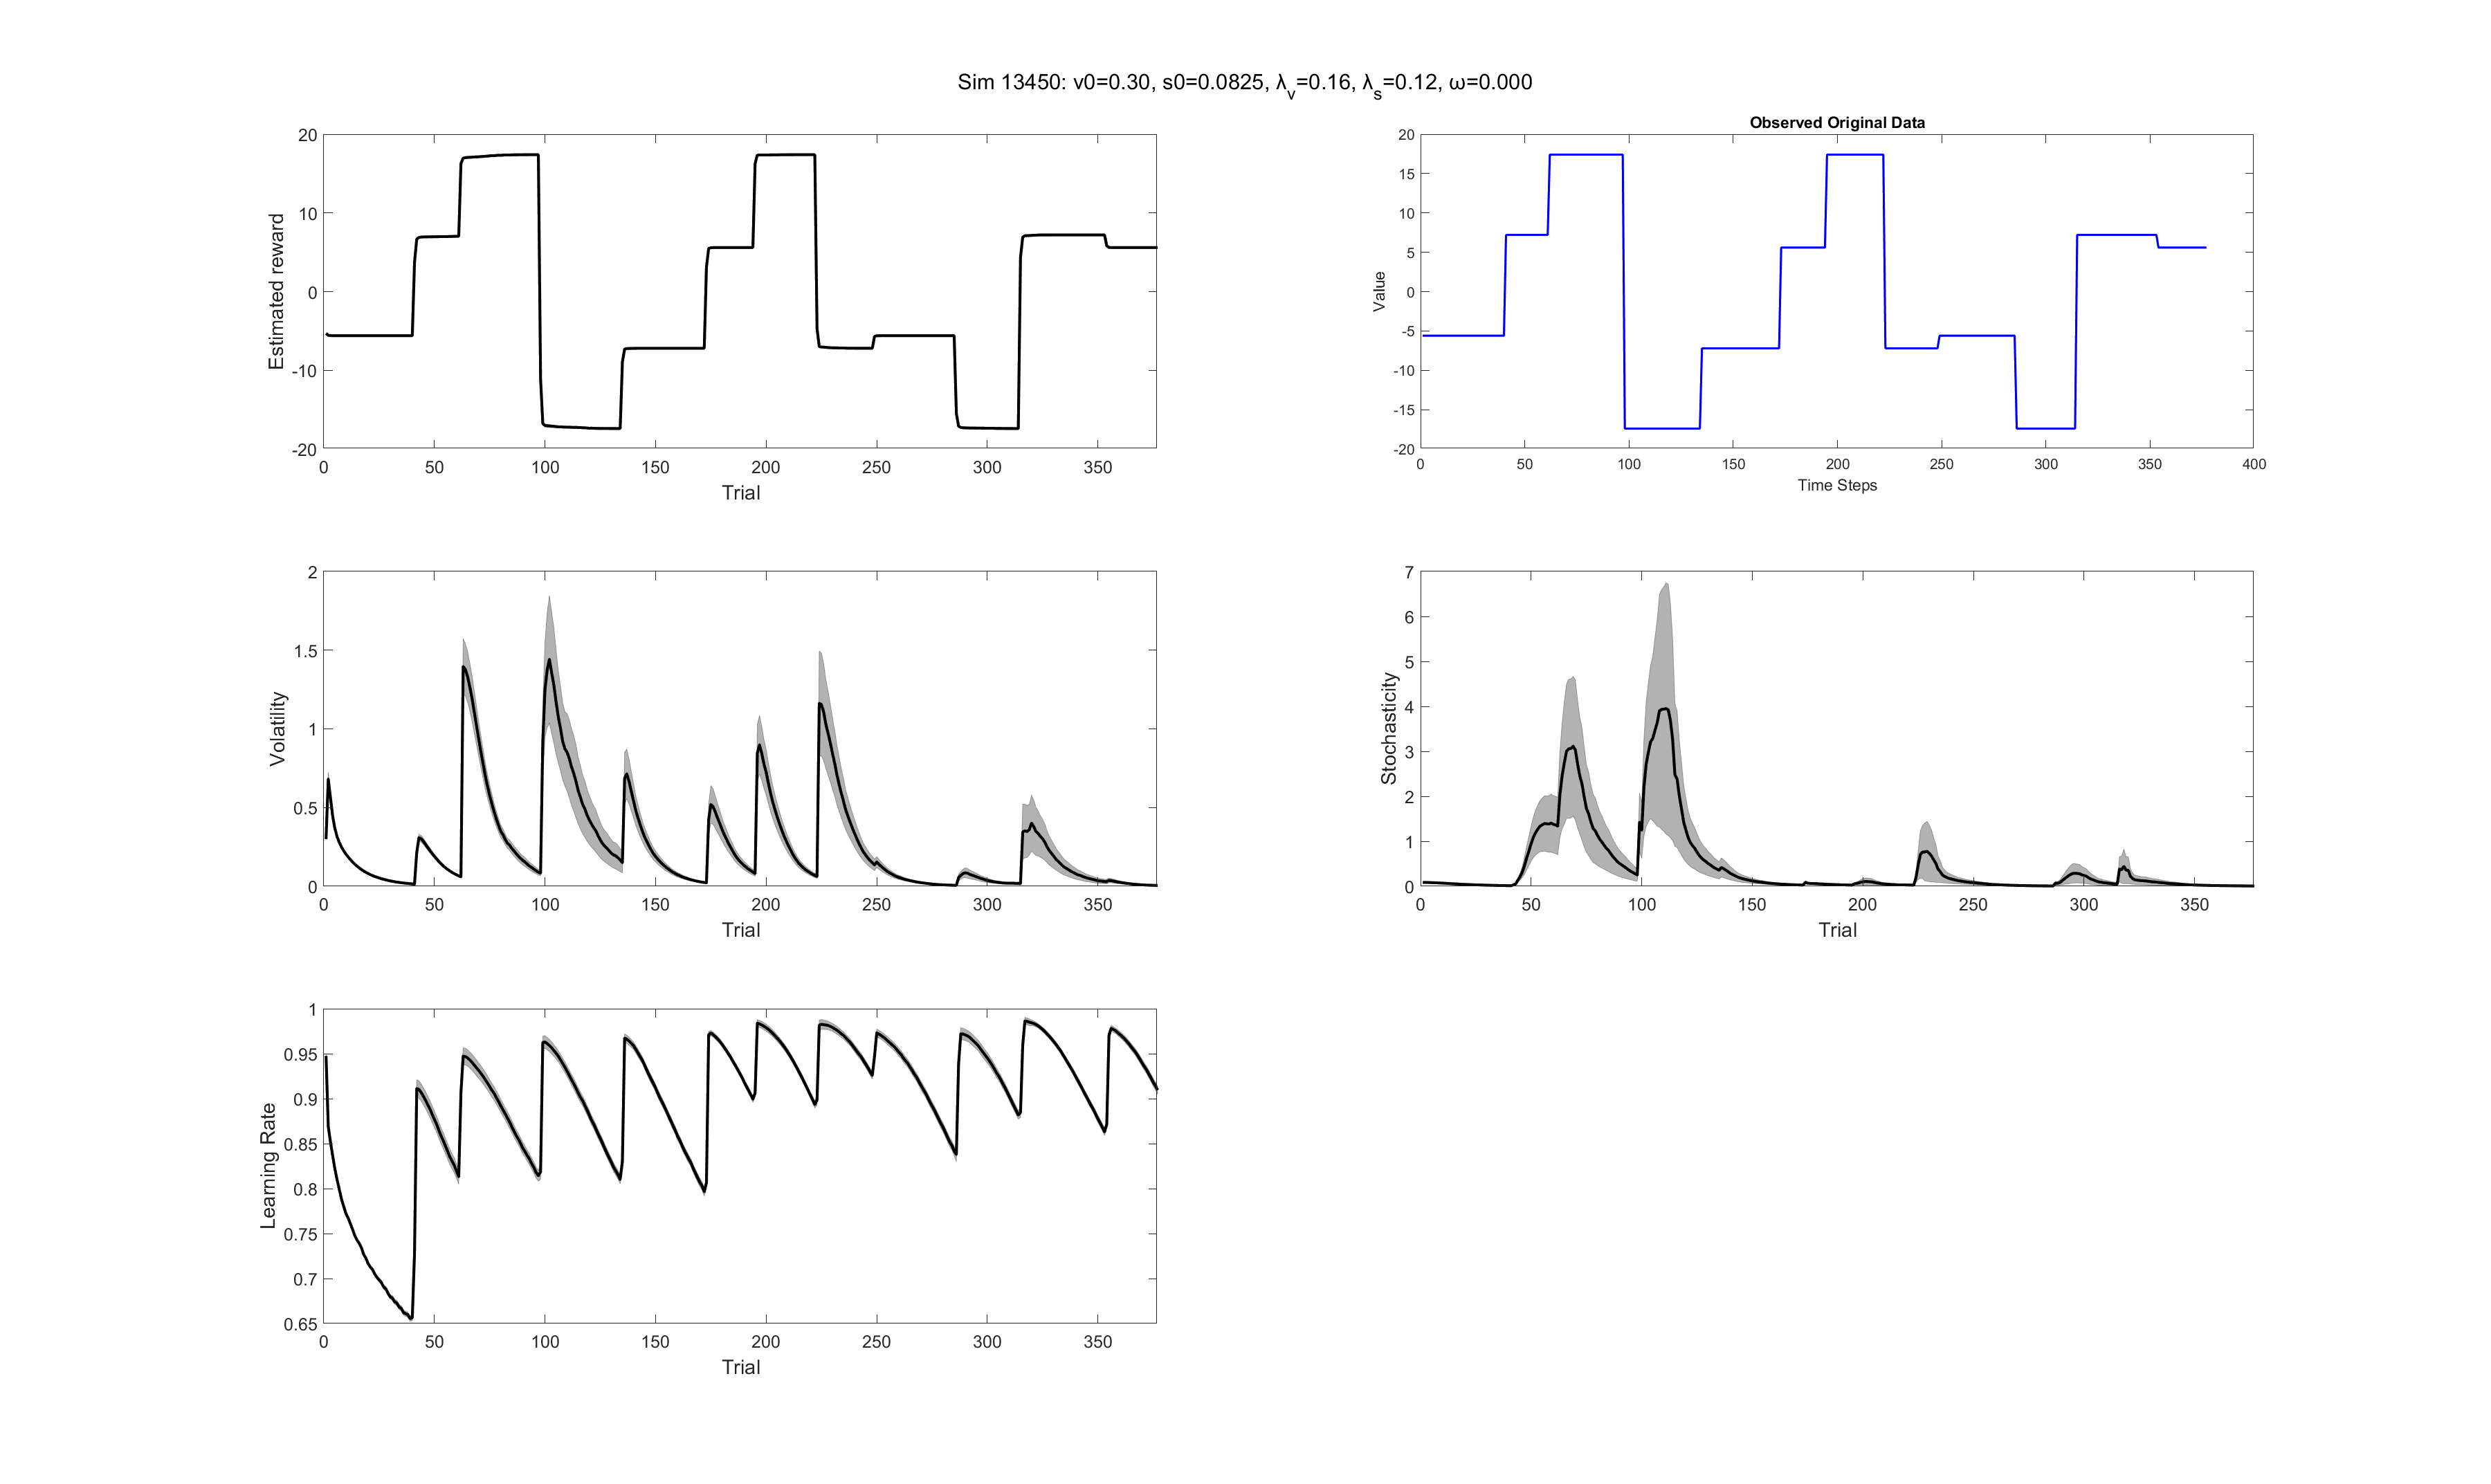 Sim 13450: v0=0.30, s0=0.0825, λv=0.16, λs=0.12, ω=0.000
20
10
0
-10
-20
Estimated reward
0 50 100 150 200 250 300 350
Trial
Observed Original Data
20
15
10
5
0
-5
-10
-15
-20
Value
0 50 100 150 200 250 300 350 400
Time Steps
2
1.5
1
0.5
0
Volatility
0 50 100 150 200 250 300 350
Trial
7
6
5
4
3
2
1
0
Stochasticity
0 50 100 150 200 250 300 350
Trial
1
0.95
0.9
0.85
0.8
0.75
0.7
0.65
Learning Rate
0 50 100 150 200 250 300 350
Trial